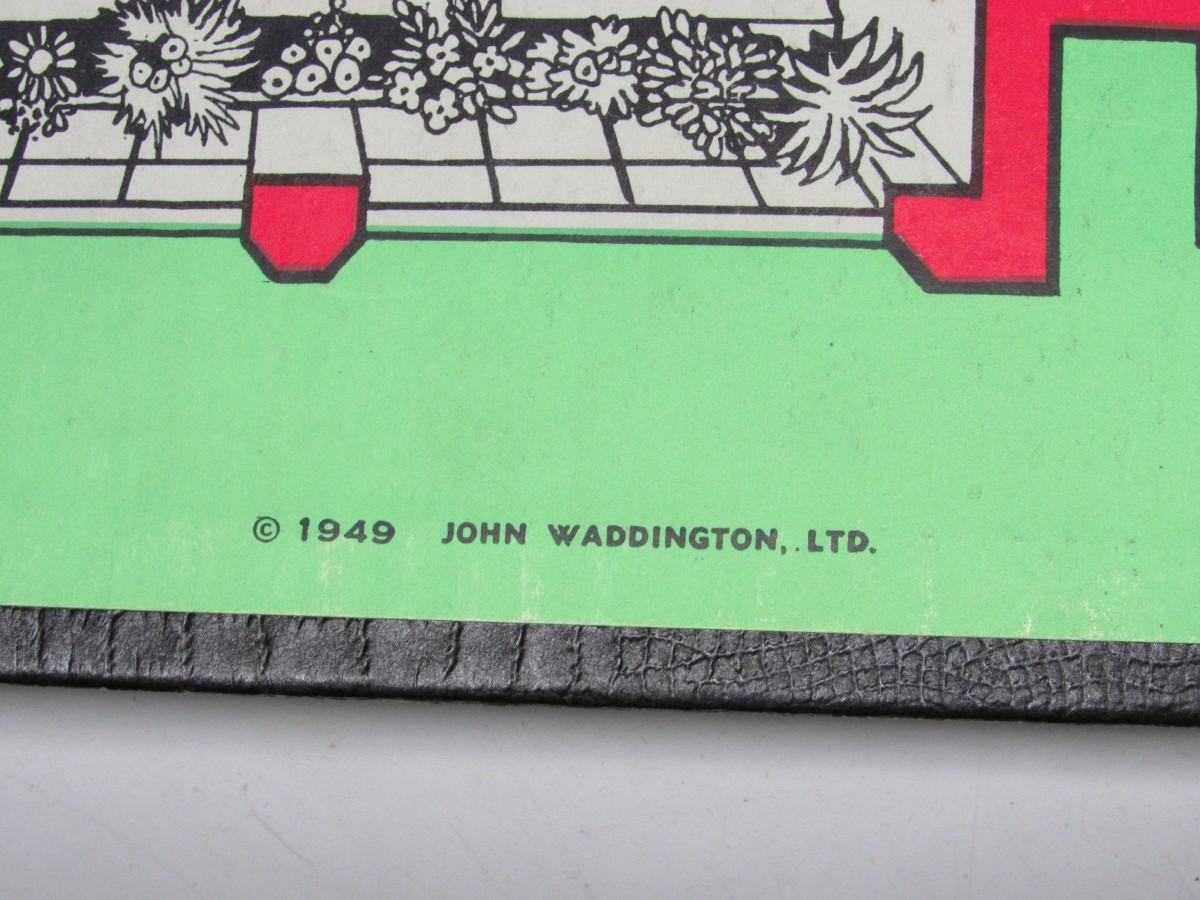 © 1949 JOHN WADDINGTON, LTD.